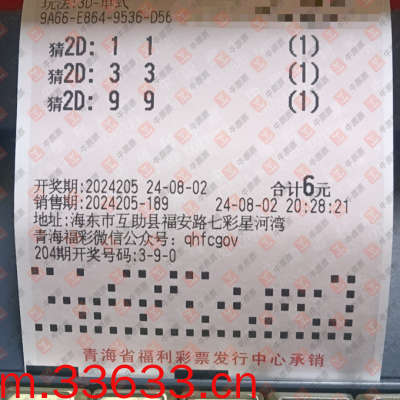 玩法:3D-单式
9A66-E864-9536-D56
猜2D: 1 1 (1)
猜2D: 3 3 (1)
猜2D: 9 9 (1)
开奖期:2024205 24-08-02 合计6元
销售期:2024205-189 24-08-02 20:28:21
地址:海东市互助县福安路七彩星河湾
青海福彩微信公众号: qhfcgov
204期开奖号码:3-9-0
青海省福利彩票发行中心承销
m.33633.cn